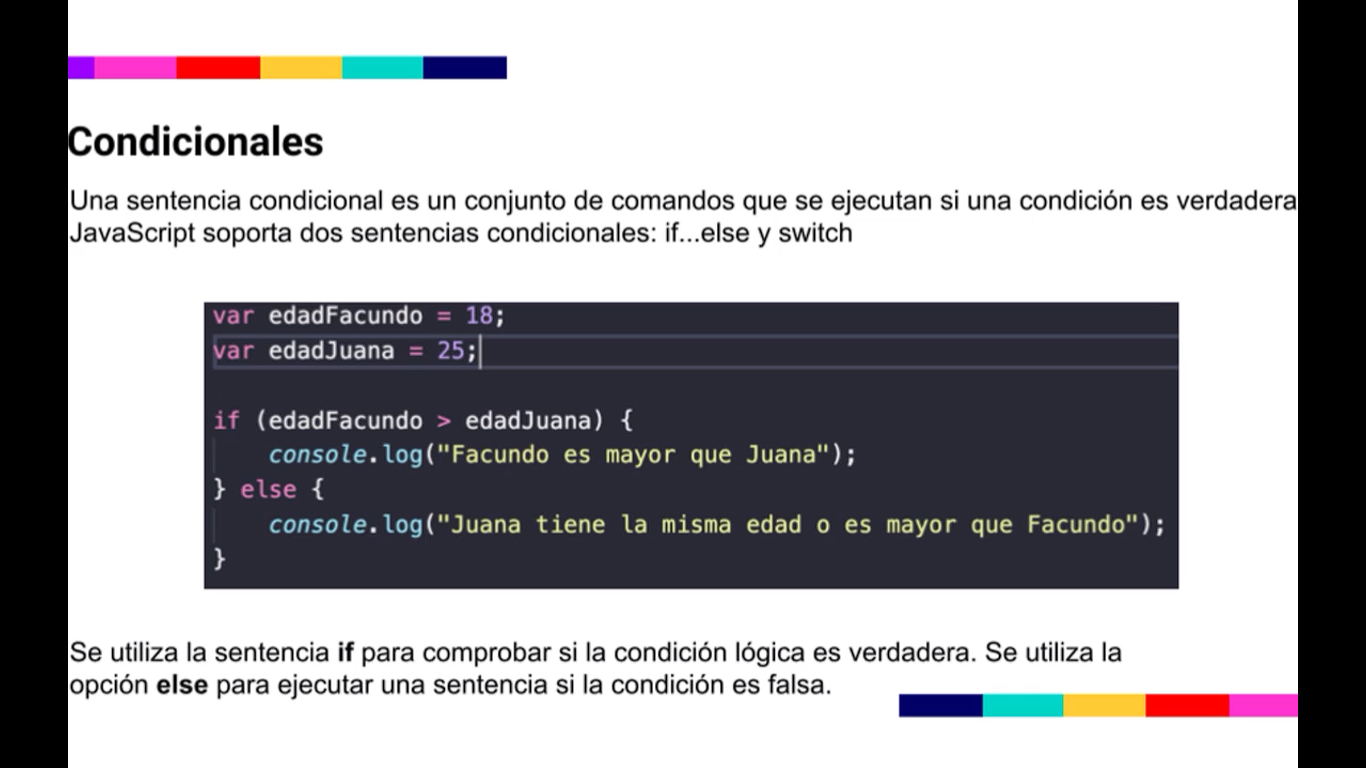 Condicionales
Una sentencia condicional es un conjunto de comandos que se ejecutan si una condición es verdadera
JavaScript soporta dos sentencias condicionales: if...else y switch
var edadFacundo = 18;
var edadJuana = 25;
if (edadFacundo > edadJuana) {
    console.log("Facundo es mayor que Juana");
} else {
    console.log("Juana tiene la misma edad o es mayor que Facundo");
}
Se utiliza la sentencia if para comprobar si la condición lógica es verdadera. Se utiliza la
opción else para ejecutar una sentencia si la condición es falsa.